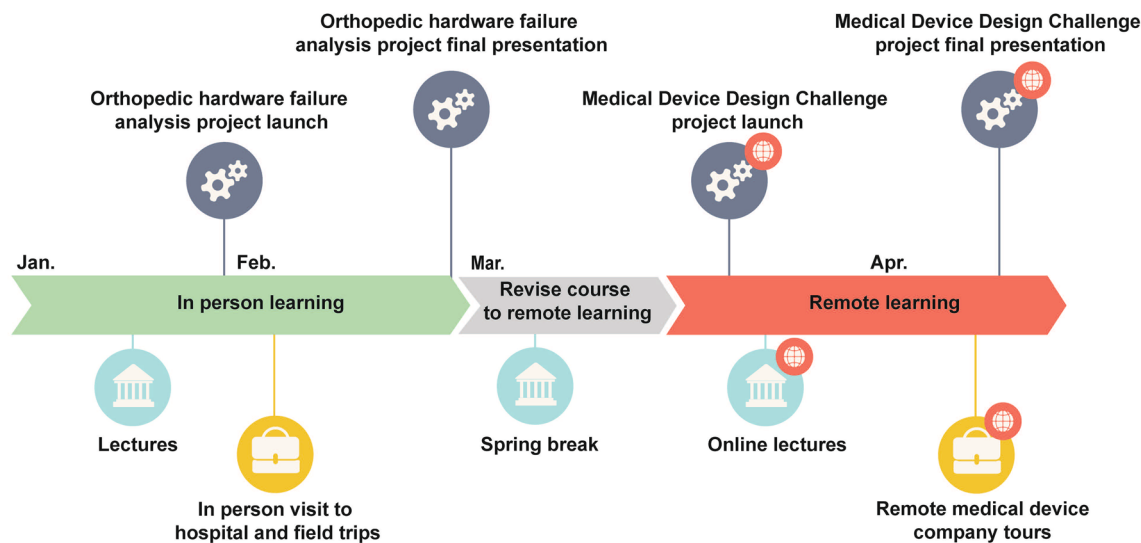 Orthopedic hardware failure
analysis project final presentation
Medical Device Design Challenge
project final presentation
Orthopedic hardware failure
analysis project launch
Medical Device Design Challenge
project launch
Jan.
Feb.
Mar.
Apr.
In person learning
Revise course
to remote learning
Remote learning
Lectures
Spring break
Online lectures
In person visit to
hospital and field trips
Remote medical device
company tours